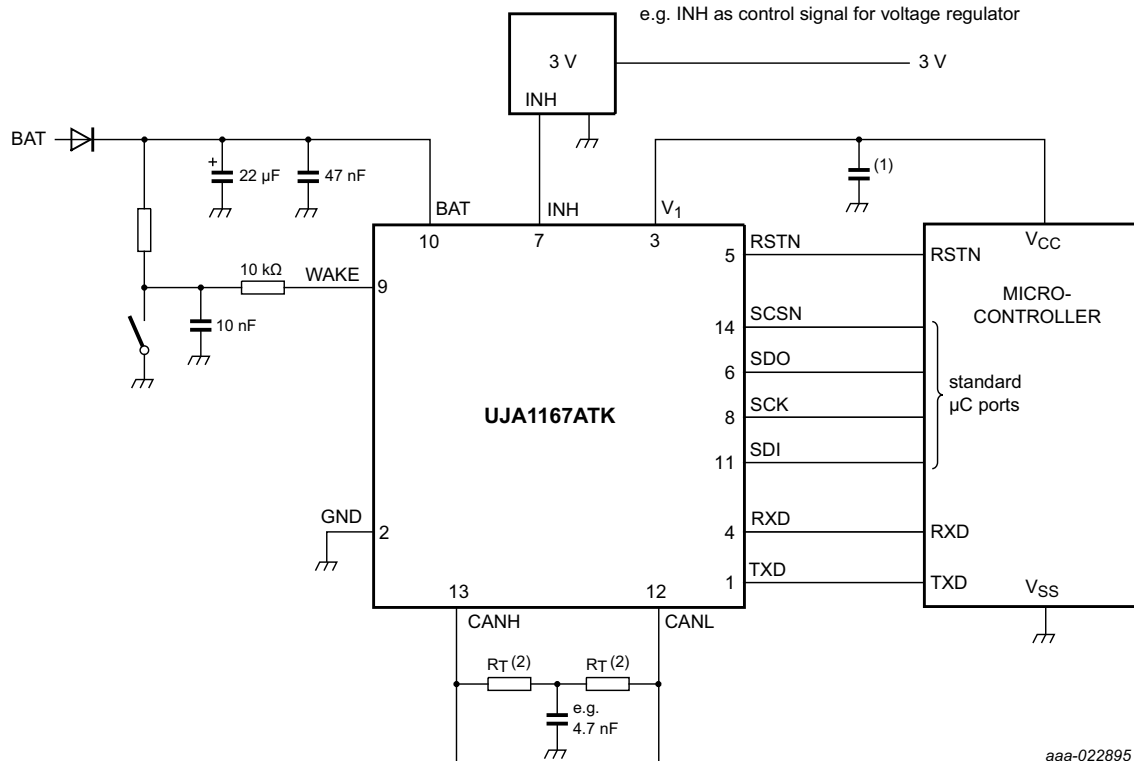 e.g. INH as control signal for voltage regulator
3 V
3 V
INH
BAT
+
22 µF
47 nF
(1)
BAT
INH
V1
10
7
3
VCC
5
RSTN
RSTN
10 kΩ
WAKE
9
MICRO-
CONTROLLER
10 nF
14
SCSN
6
SDO
standard
µC ports
UJA1167ATK
8
SCK
11
SDI
GND
2
4
RXD
RXD
1
TXD
TXD
13
12
VSS
CANH
CANL
RT (2)
RT (2)
e.g.
4.7 nF
aaa-022895